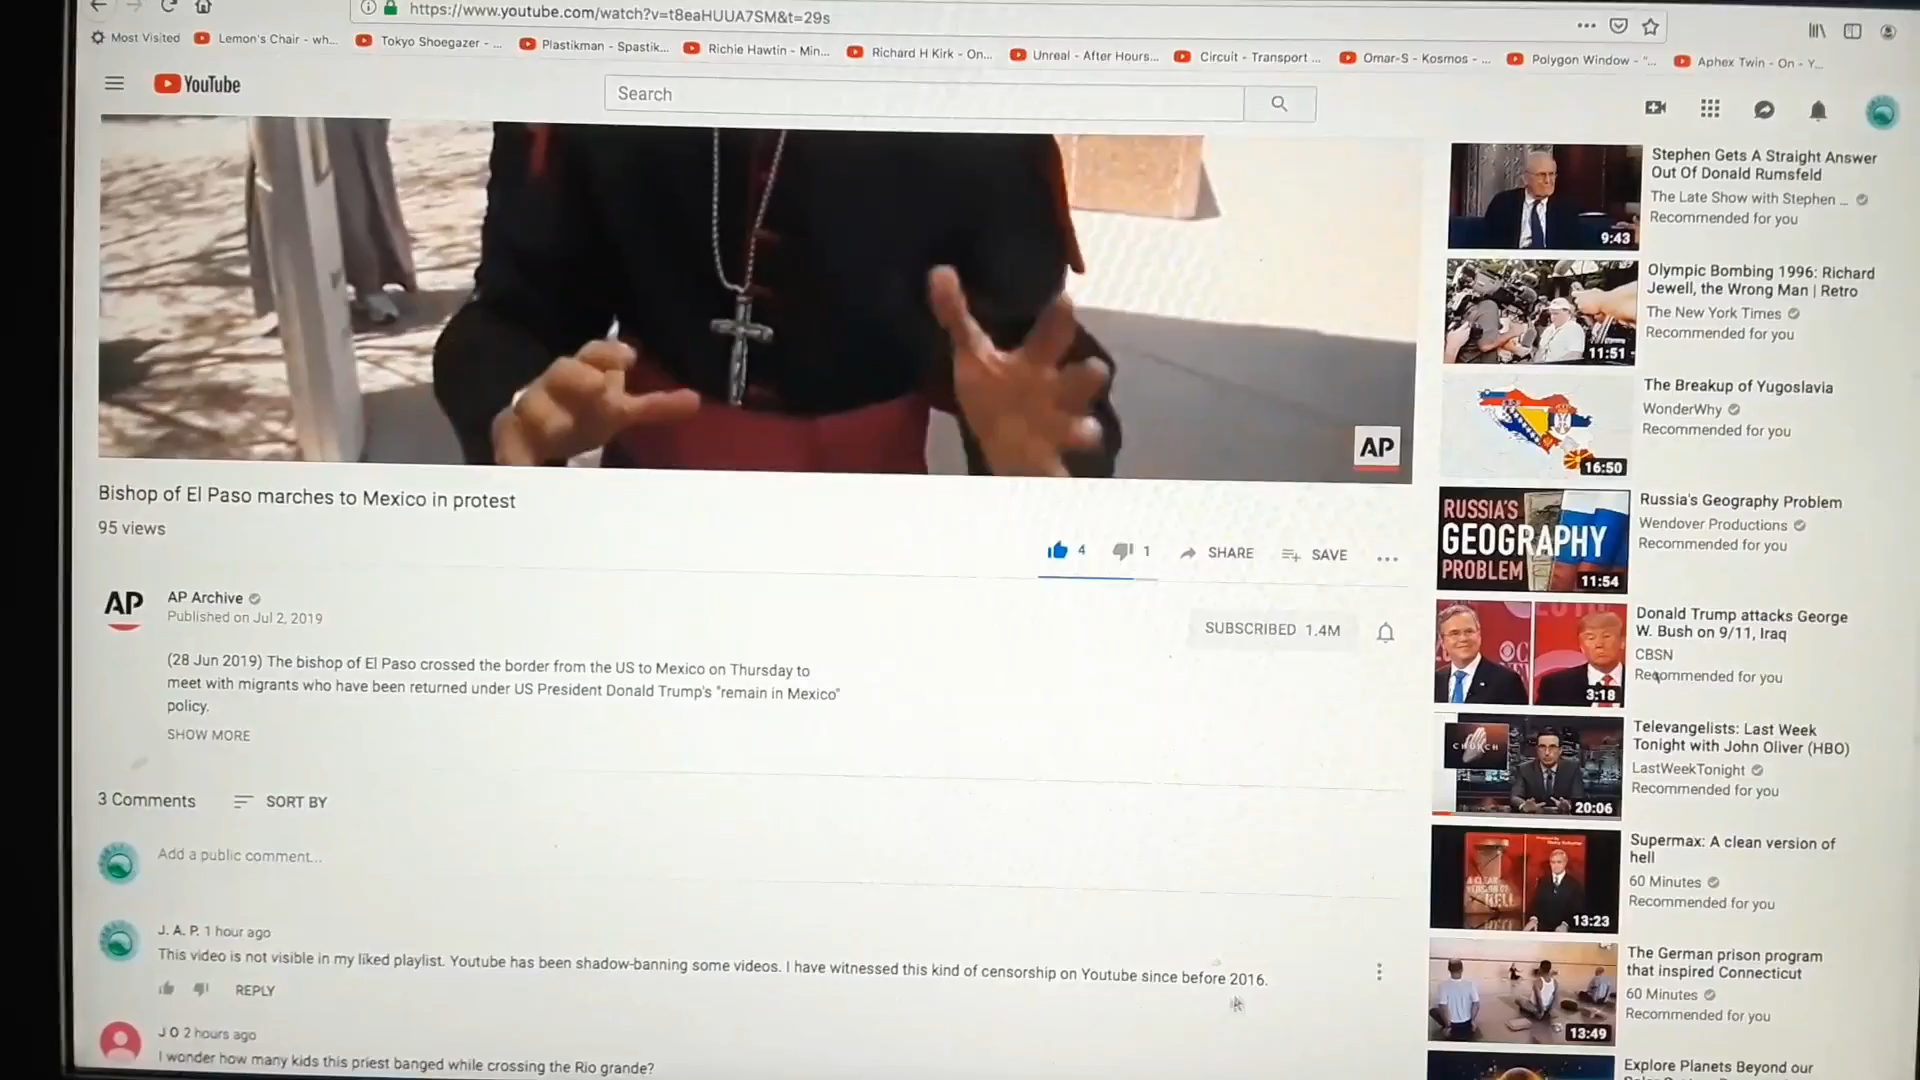 https://www.youtube.com/watch?v=t8eaHUUA7SM&t=29s
Most Visited
Lemon's Chair - wh...
Tokyo Shoegazer - ...
Plastikman - Spastik...
Richie Hawtin - Min...
Richard H Kirk - On...
Unreal - After Hours...
Circuit - Transport ...
Omar-S - Kosmos - ...
Polygon Window - "...
Aphex Twin - On - Y...
YouTube
Search
AP
Bishop of El Paso marches to Mexico in protest
95 views
4
1
SHARE
SAVE
AP
AP Archive
Published on Jul 2, 2019
SUBSCRIBED 1.4M
(28 Jun 2019) The bishop of El Paso crossed the border from the US to Mexico on Thursday to
meet with migrants who have been returned under US President Donald Trump's "remain in Mexico"
policy.
SHOW MORE
3 Comments
SORT BY
Add a public comment...
J. A. P. 1 hour ago
This video is not visible in my liked playlist. Youtube has been shadow-banning some videos. I have witnessed this kind of censorship on Youtube since before 2016.
REPLY
J O 2 hours ago
I wonder how many kids this priest banged while crossing the Rio grande?
9:43
Stephen Gets A Straight Answer
Out Of Donald Rumsfeld
The Late Show with Stephen ...
Recommended for you
11:51
Olympic Bombing 1996: Richard
Jewell, the Wrong Man | Retro
The New York Times
Recommended for you
16:50
The Breakup of Yugoslavia
WonderWhy
Recommended for you
RUSSIA'S
GEOGRAPHY
PROBLEM
11:54
Russia's Geography Problem
Wendover Productions
Recommended for you
3:18
Donald Trump attacks George
W. Bush on 9/11, Iraq
CBSN
Recommended for you
CHURCH
20:06
Televangelists: Last Week
Tonight with John Oliver (HBO)
LastWeekTonight
Recommended for you
A CLEAN
VERSION OF
HELL
13:23
Supermax: A clean version of
hell
60 Minutes
Recommended for you
13:49
The German prison program
that inspired Connecticut
60 Minutes
Recommended for you
Explore Planets Beyond our